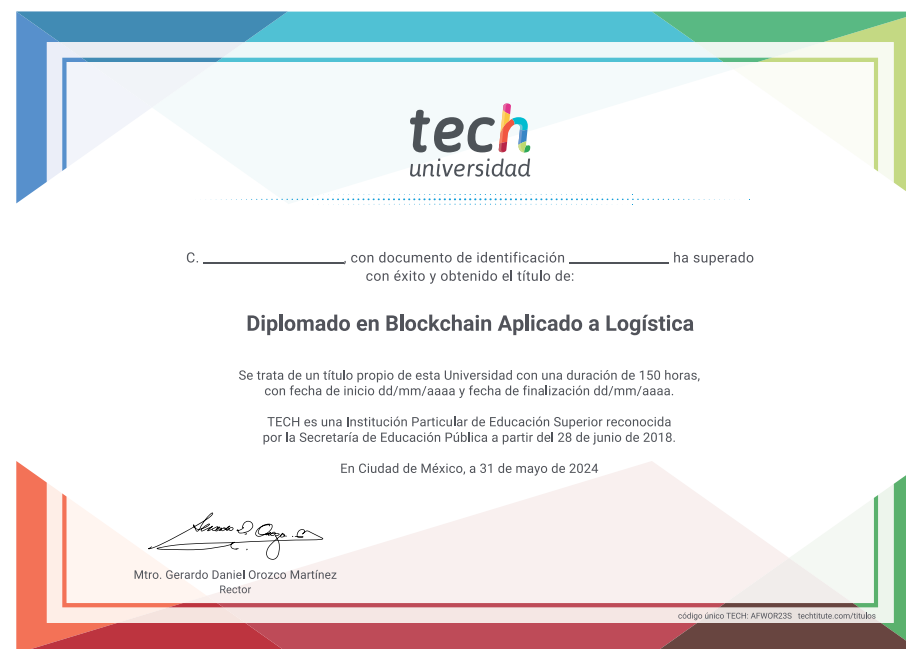 tech
universidad
C. ____________________, con documento de identificación ______________ ha superado
con éxito y obtenido el título de:
Diplomado en Blockchain Aplicado a Logística
Se trata de un título propio de esta Universidad con una duración de 150 horas,
con fecha de inicio dd/mm/aaaa y fecha de finalización dd/mm/aaaa.
TECH es una Institución Particular de Educación Superior reconocida
por la Secretaría de Educación Pública a partir del 28 de junio de 2018.
En Ciudad de México, a 31 de mayo de 2024
Mtro. Gerardo Daniel Orozco Martínez
Rector
código único TECH: AFWOR23S techtitute.com/titulos